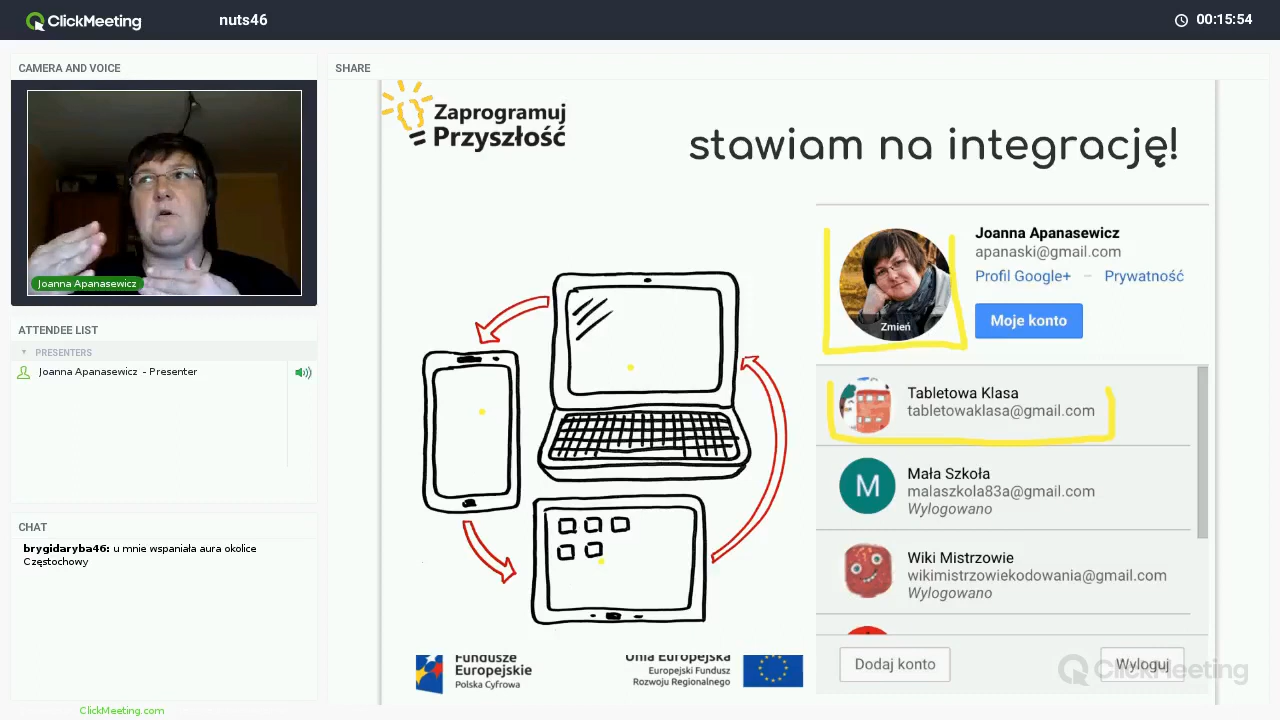 ClickMeeting
nuts46
00:15:54
CAMERA AND VOICE
Joanna Apanasewicz
ATTENDEE LIST
PRESENTERS
Joanna Apanasewicz - Presenter
CHAT
brygidaryba46: u mnie wspaniała aura okolice
Częstochowy
ClickMeeting.com
SHARE
Zaprogramuj
Przyszłość
stawiam na integrację!
Joanna Apanasewicz
apanaski@gmail.com
Profil Google+ – Prywatność
Zmień
Moje konto
Tabletowa Klasa
tabletowaklasa@gmail.com
M
Mała Szkoła
malaszkola83a@gmail.com
Wylogowano
Wiki Mistrzowie
wikimistrzowiekodowania@gmail.com
Wylogowano
Dodaj konto
Wyloguj
ClickMeeting
Fundusze
Europejskie
Polska Cyfrowa
Unia Europejska
Europejski Fundusz
Rozwoju Regionalnego